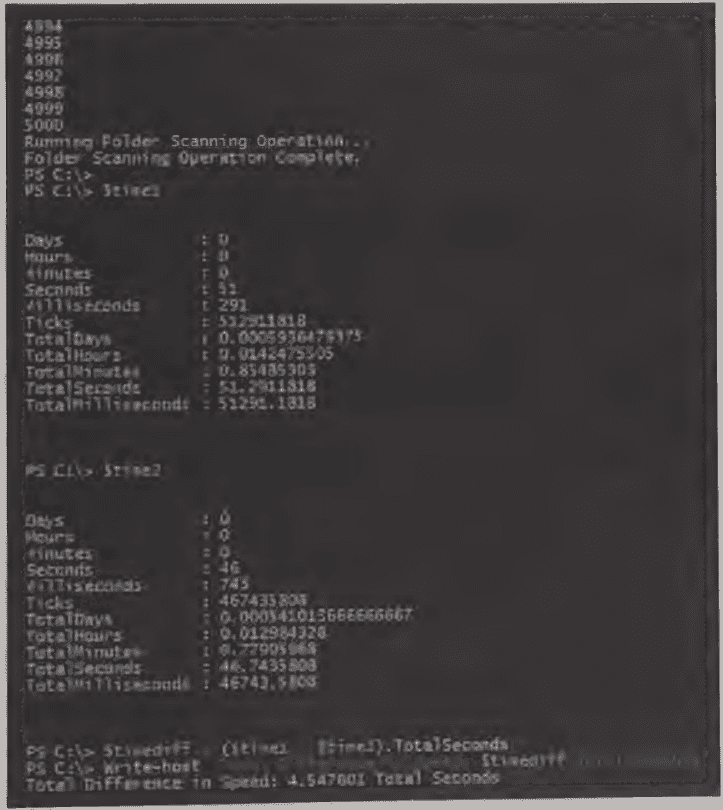 4994
4995
4996
4997
4998
4999
5000
Running Folder Scanning Operation...
Folder Scanning Operation Complete.
PS C:\>
PS C:\> $time1
Days : 0
Hours : 0
Minutes : 0
Seconds : 51
Milliseconds : 291
Ticks : 512911818
TotalDays :
TotalHours : 0.0142475505
TotalMinutes : 0.85485303
TotalSeconds : 51.2911818
TotalMilliseconds : 51291.1818
PS C:\> $time2
Days : 0
Hours : 0
Minutes : 0
Seconds : 46
Milliseconds : 743
Ticks : 467435808
TotalDays : 0.000541013666666667
TotalHours : 0.012984328
TotalMinutes :
TotalSeconds : 46.7435808
TotalMilliseconds : 46743.5808
PS C:\> $timediff ($time1 $time2).TotalSeconds
PS C:\> Write-host $timediff
Total Difference in Speed: 4.547601 Total Seconds